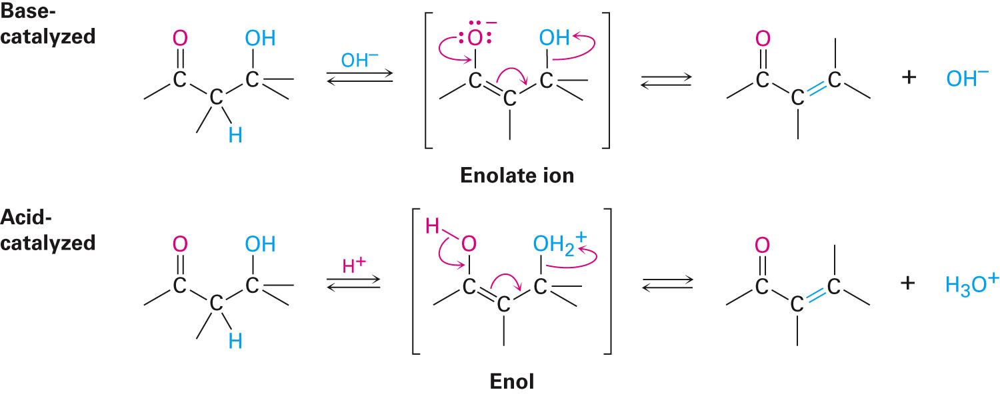 Base-
catalyzed
O
OH
C
C
C
H
OH⁻
:Ö:⁻
OH
C
C
C
Enolate ion
O
C
C
C
+
OH⁻
Acid-
catalyzed
O
OH
C
C
C
H
H⁺
H
O
OH₂⁺
C
C
C
Enol
O
C
C
C
+
H₃O⁺